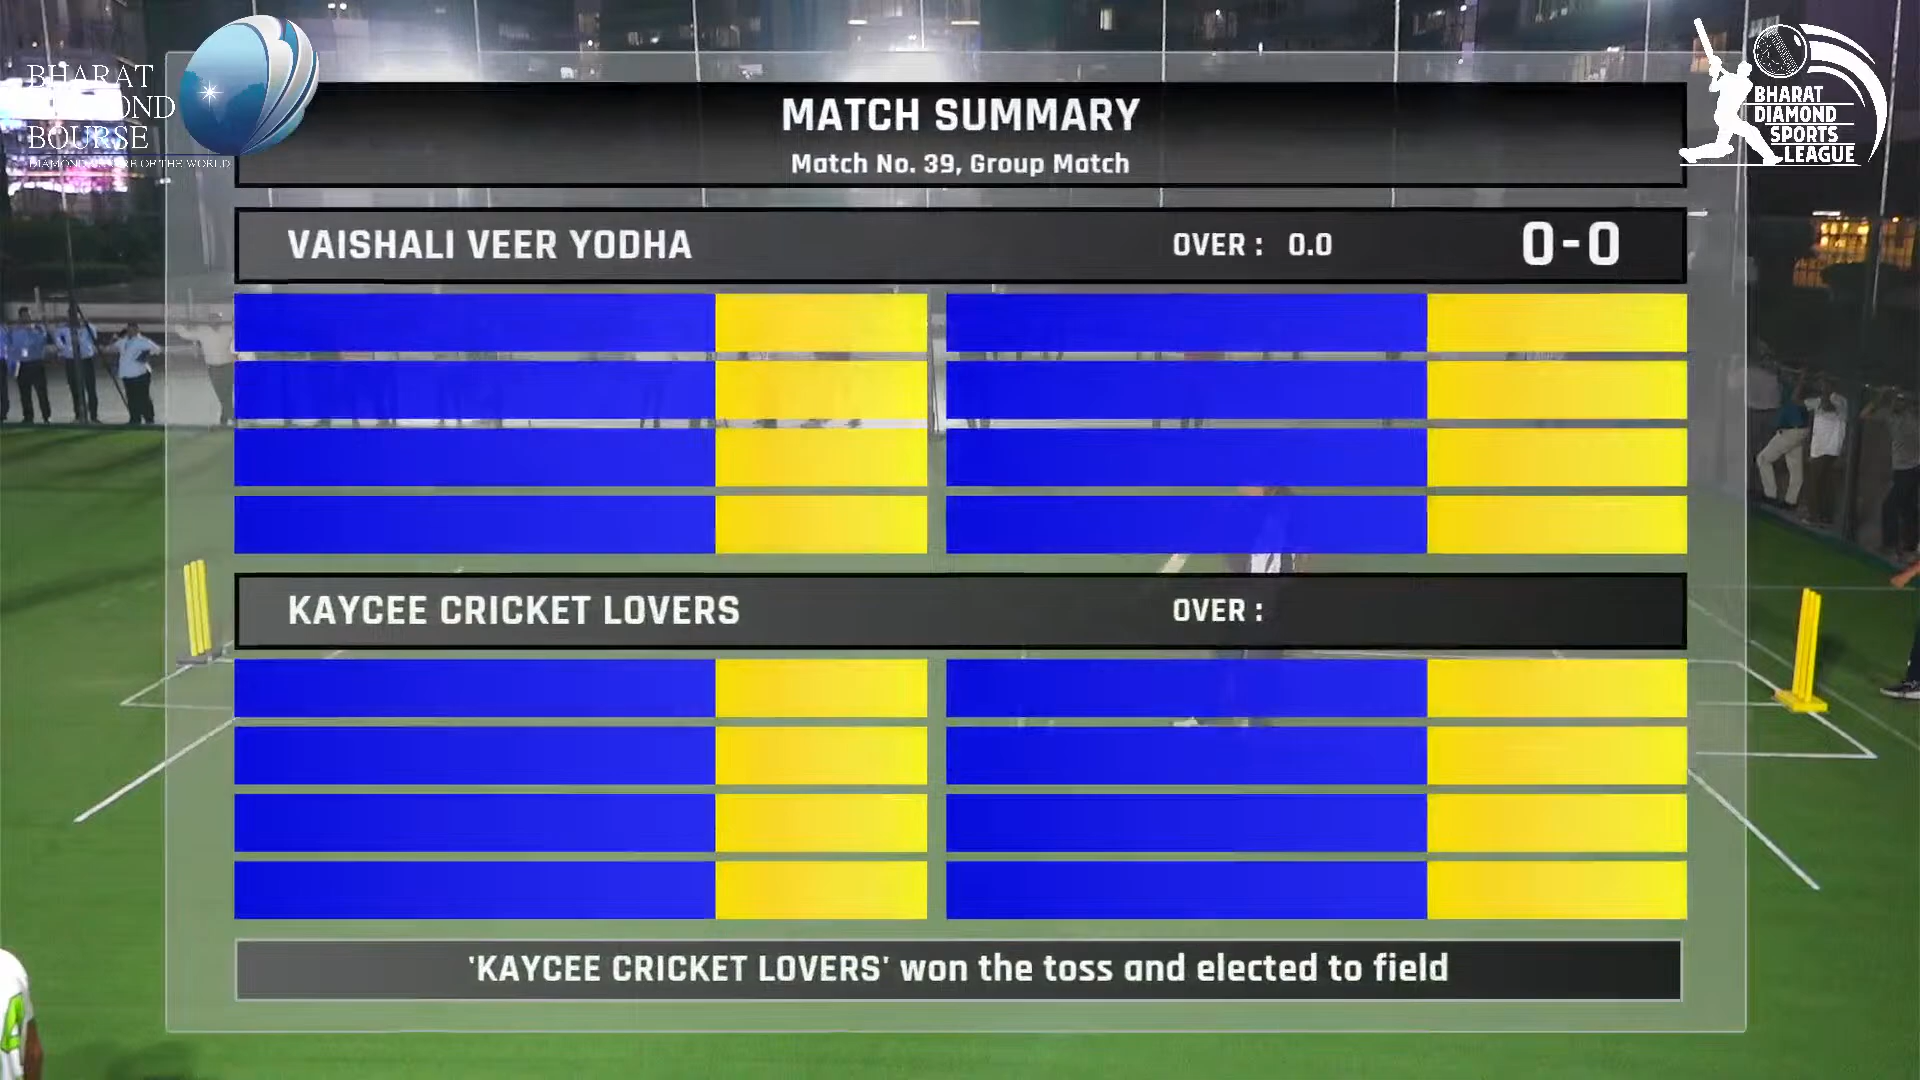 BHARAT
DIAMOND
BOURSE
MATCH SUMMARY
Match No. 39, Group Match
BHARAT
DIAMOND
SPORTS
LEAGUE
VAISHALI VEER YODHA OVER : 0.0 0-0
KAYCEE CRICKET LOVERS OVER :
'KAYCEE CRICKET LOVERS' won the toss and elected to field